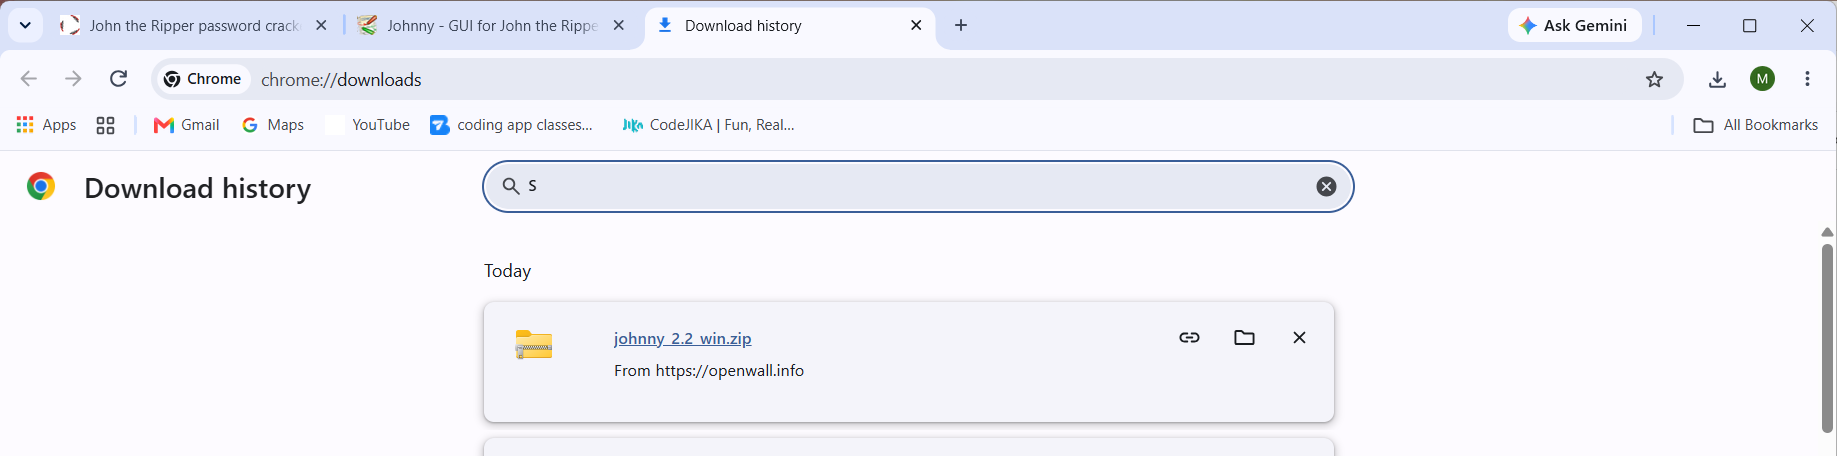 John the Ripper password crack
Johnny - GUI for John the Rippe
Download history
Ask Gemini
Chrome
chrome://downloads
M
Apps
Gmail
Maps
YouTube
coding app classes...
CodeJIKA | Fun, Real...
All Bookmarks
Download history
S
Today
johnny_2.2_win.zip
From https://openwall.info